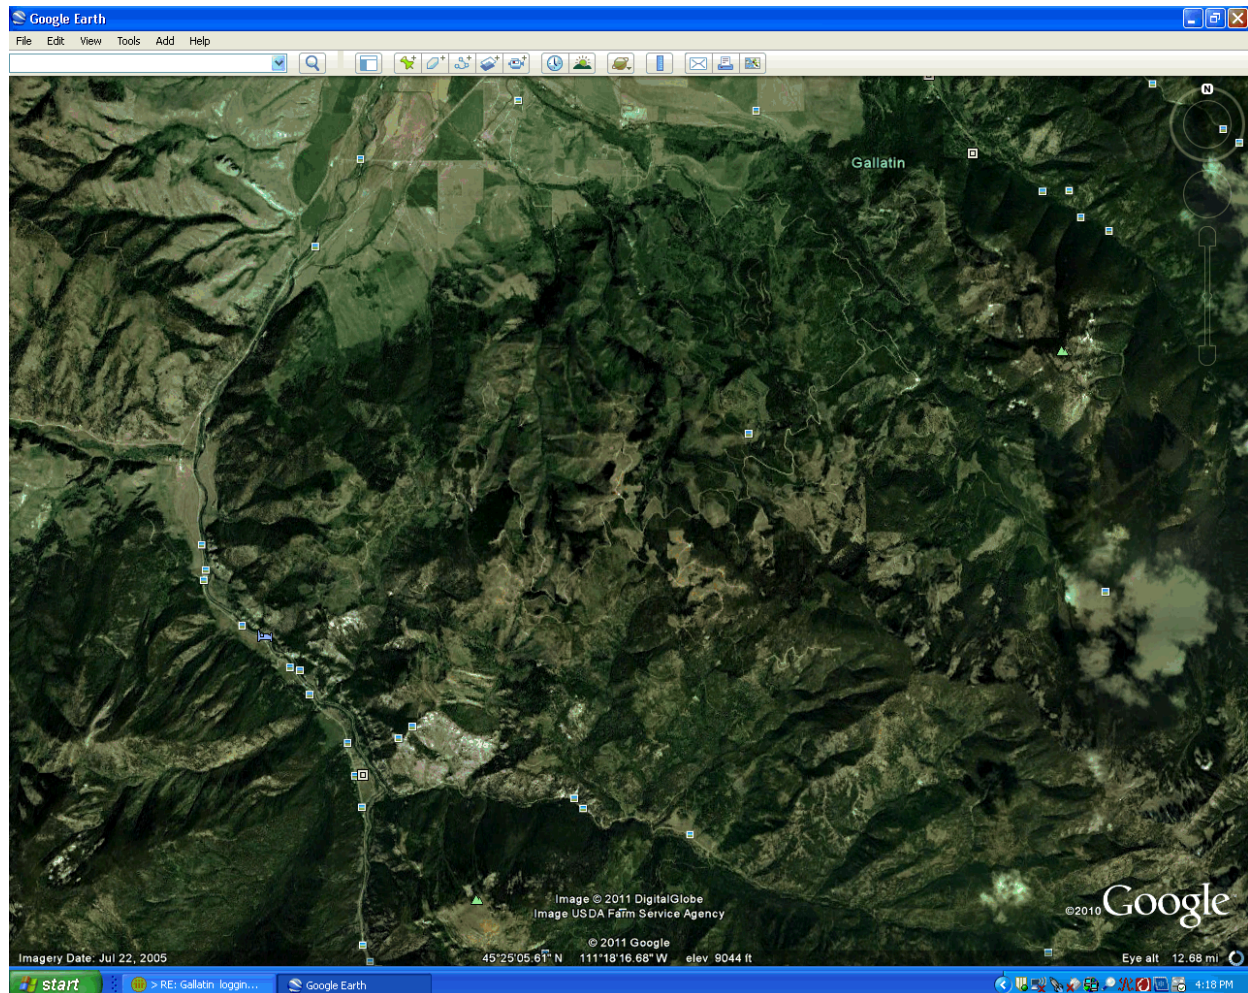 Google Earth
File Edit View Tools Add Help
N
Gallatin
Image © 2011 DigitalGlobe
Image USDA Farm Service Agency
©2010 Google
© 2011 Google
Imagery Date: Jul 22, 2005
45°25'05.61" N 111°18'16.68" W elev 9044 ft
Eye alt 12.68 mi
start
> RE: Gallatin loggin...
Google Earth
4:18 PM